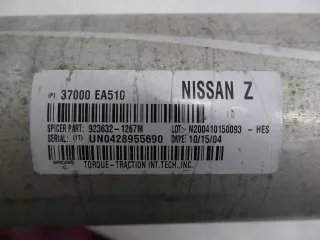 (P) 37000 EA510 NISSAN Z
SPICER PART: 923632-1267M LOT: N200410150093 - HES
SERIAL: (1T) UN0428955690 DATE: 10/15/04
SPICER C TORQUE-TRACTION INT.TECH.,INC.